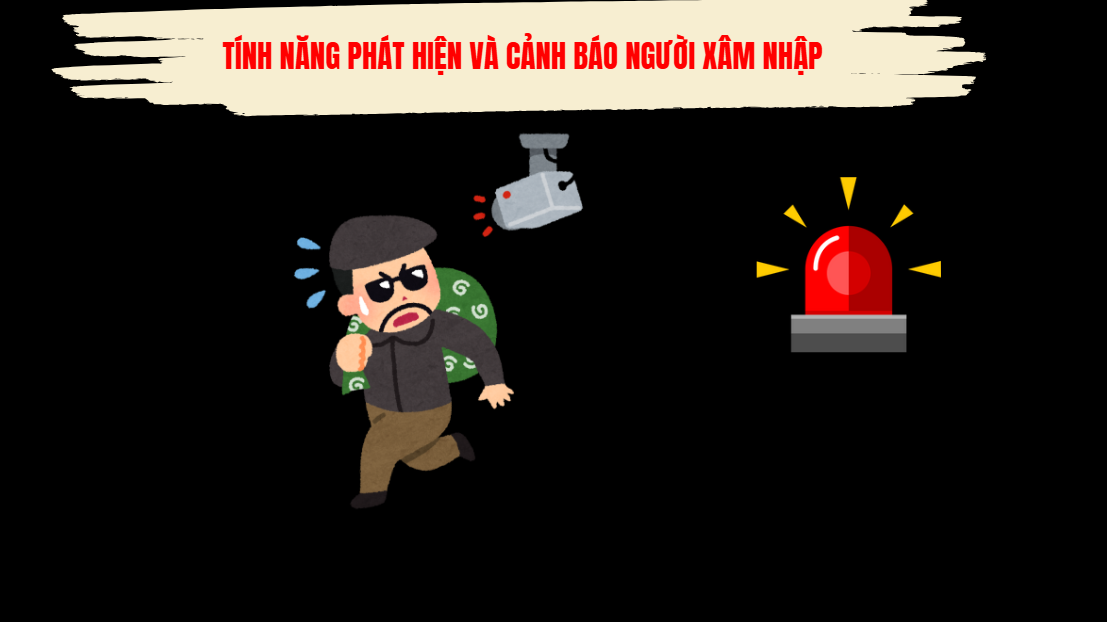 TÍNH NĂNG PHÁT HIỆN VÀ CẢNH BÁO NGƯỜI XÂM NHẬP